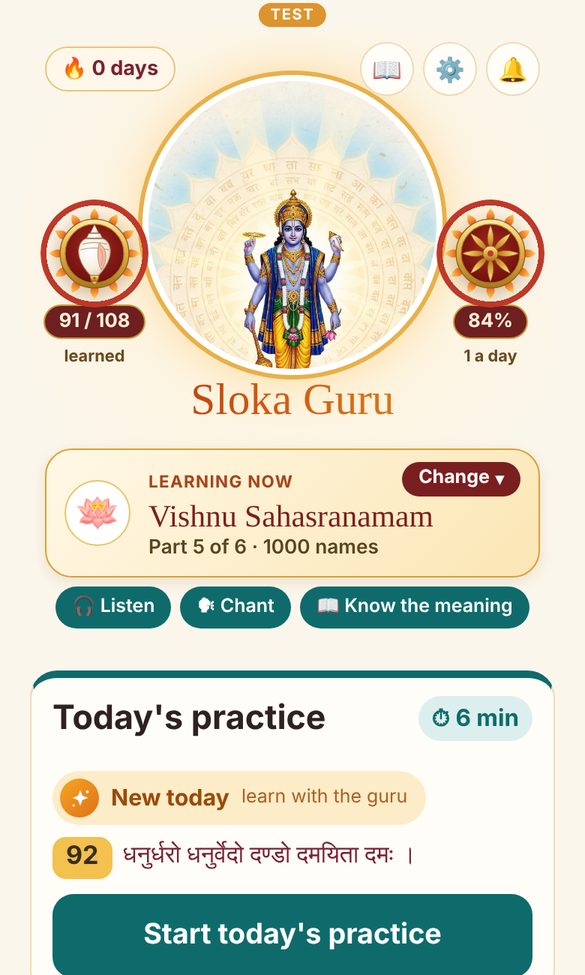 TEST
🔥 0 days
91 / 108
learned
84%
1 a day
Sloka Guru
LEARNING NOW
Change ▾
Vishnu Sahasranamam
Part 5 of 6 · 1000 names
🎧 Listen
🗣 Chant
📖 Know the meaning
Today's practice
⏱ 6 min
New today learn with the guru
92 धनुर्धरो धनुर्वेदो दण्डो दमयिता दमः ।
Start today's practice